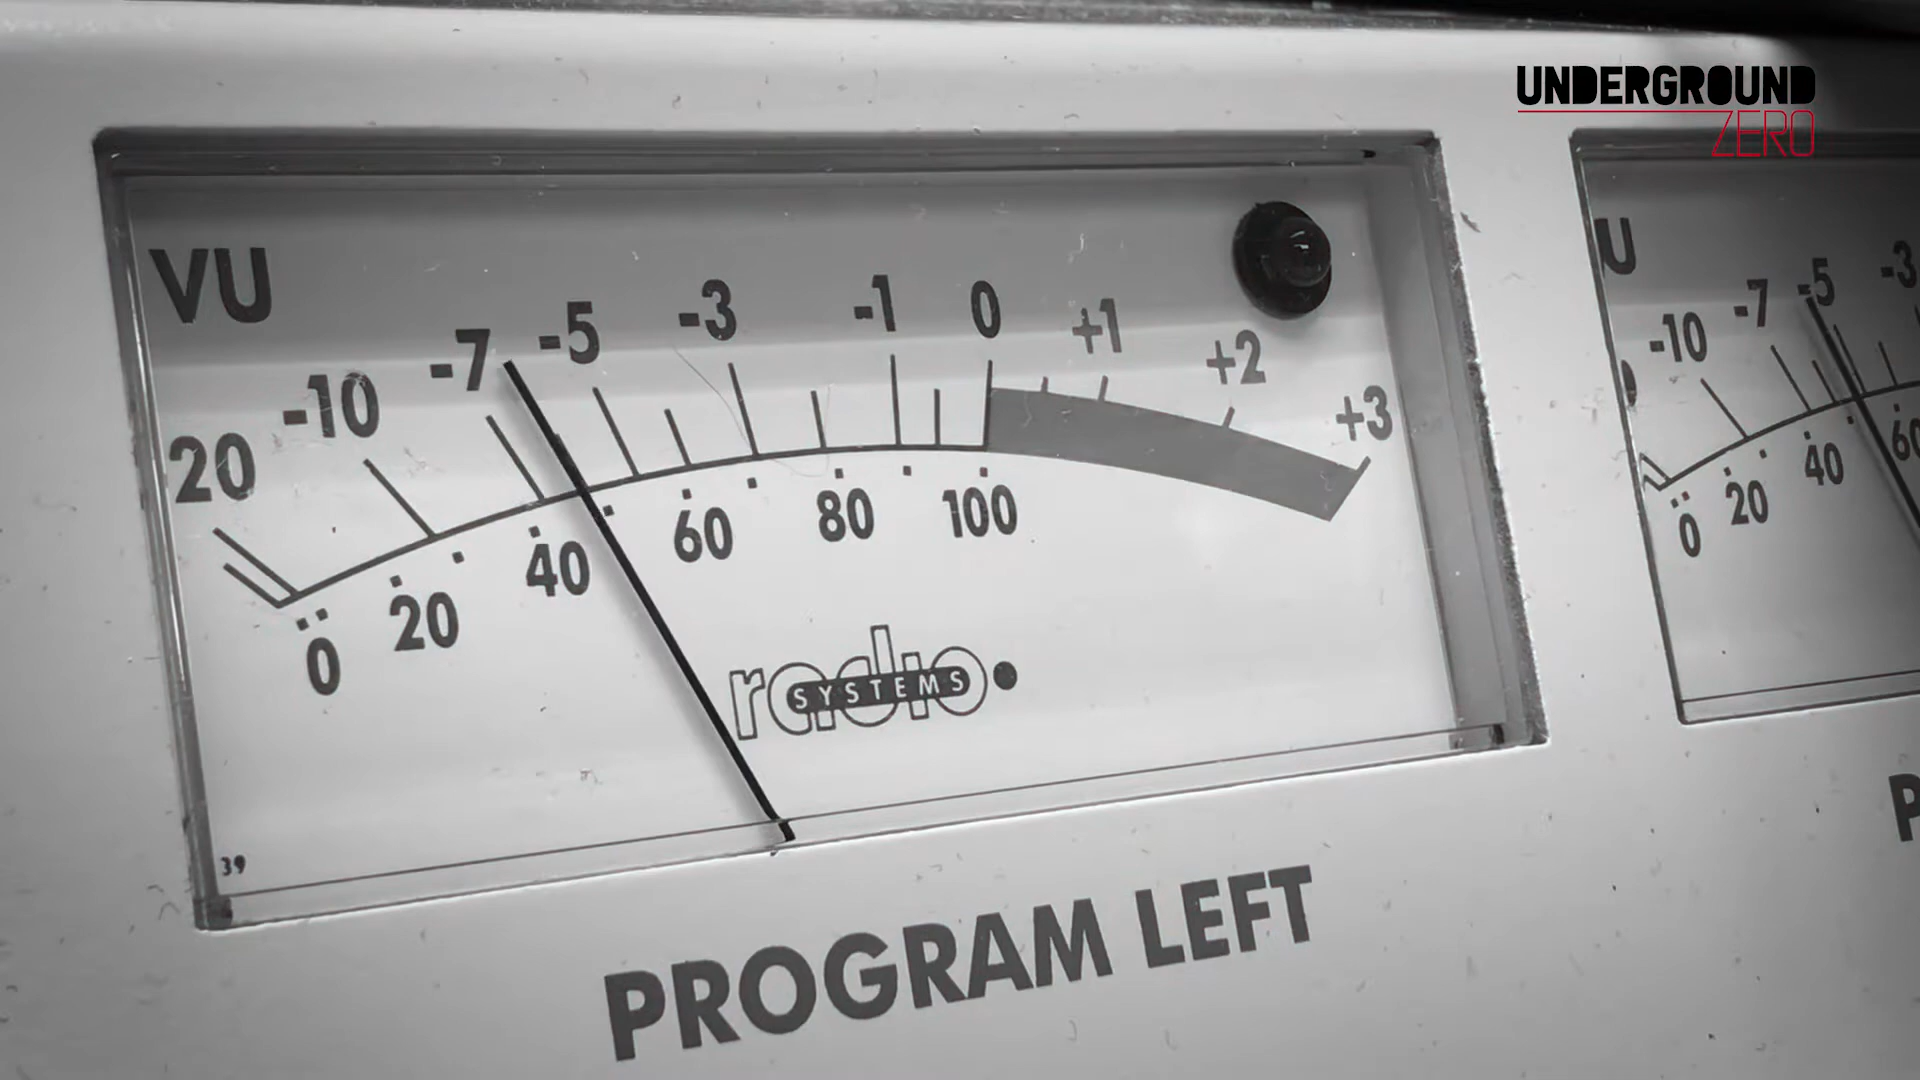 UNDERGROUND
ZERO
VU
20 -10 -7 -5 -3 -1 0 +1 +2 +3
0 20 40 60 80 100
radio
SYSTEMS
39
PROGRAM LEFT
U
-10 -7 -5 -3
0 20 40 60
P